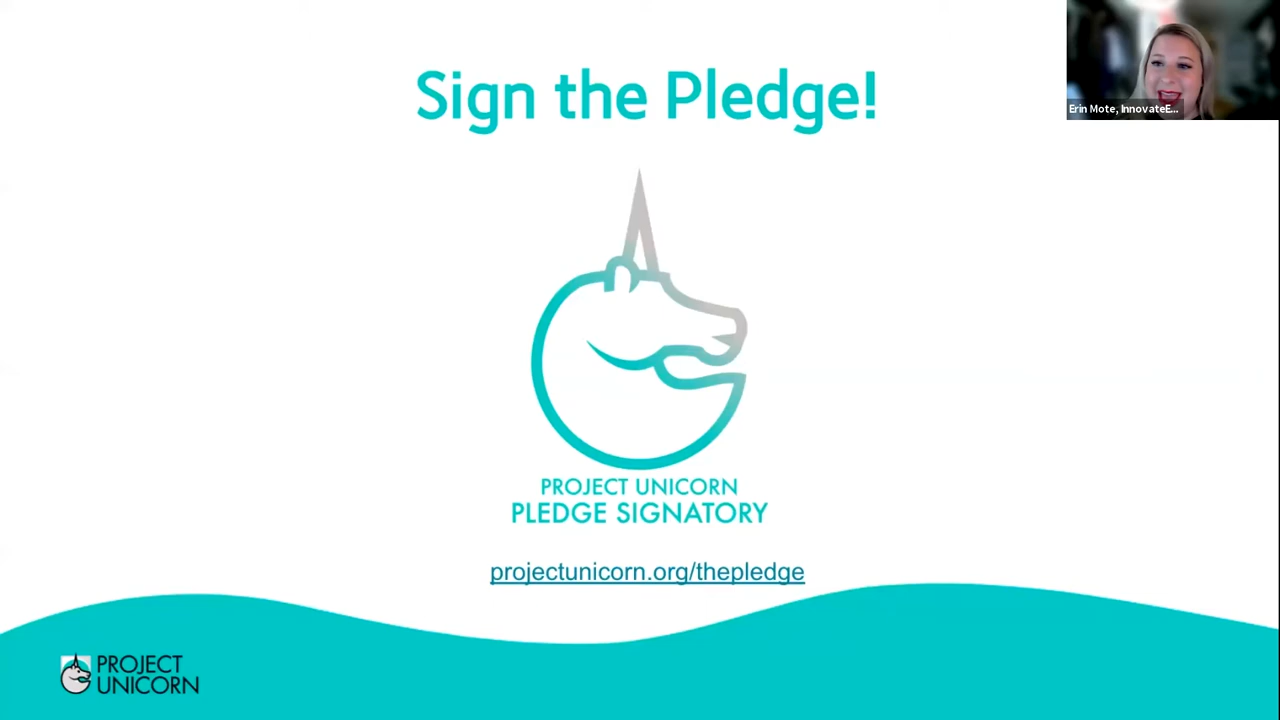 Sign the Pledge!
Erin Mote, InnovateE...
PROJECT UNICORN
PLEDGE SIGNATORY
projectunicorn.org/thepledge
PROJECT
UNICORN